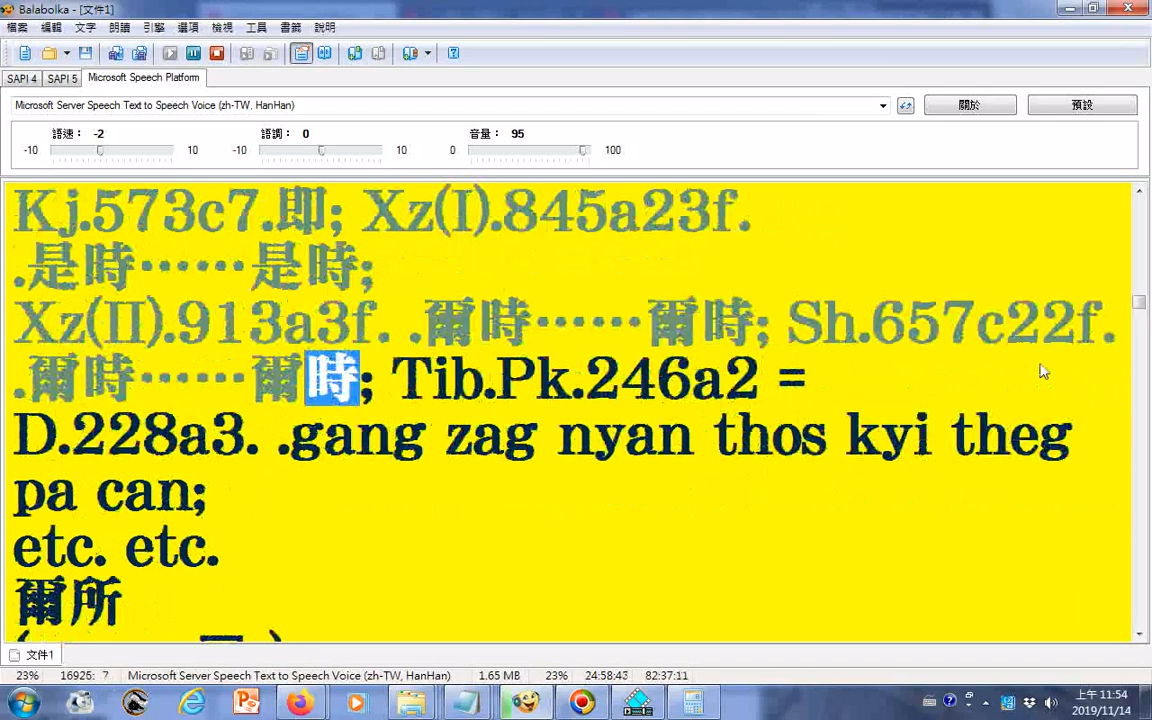 Balabolka - [文件1]
檔案 編輯 文字 朗讀 引擎 選項 檢視 工具 書籤 說明
SAPI 4 SAPI 5 Microsoft Speech Platform
Microsoft Server Speech Text to Speech Voice (zh-TW, HanHan) 關於 預設
語速： -2 語調： 0 音量： 95
-10 10 -10 10 0 100
Kj.573c7.即; Xz(I).845a23f.
.是時……是時;
Xz(II).913a3f. .爾時……爾時; Sh.657c22f.
.爾時……爾時; Tib.Pk.246a2 =
D.228a3. .gang zag nyan thos kyi theg
pa can;
etc. etc.
爾所
文件1
23% 16925: 7 Microsoft Server Speech Text to Speech Voice (zh-TW, HanHan) 1.65 MB 23% 24:58:43 82:37:11
上午 11:54
2019/11/14